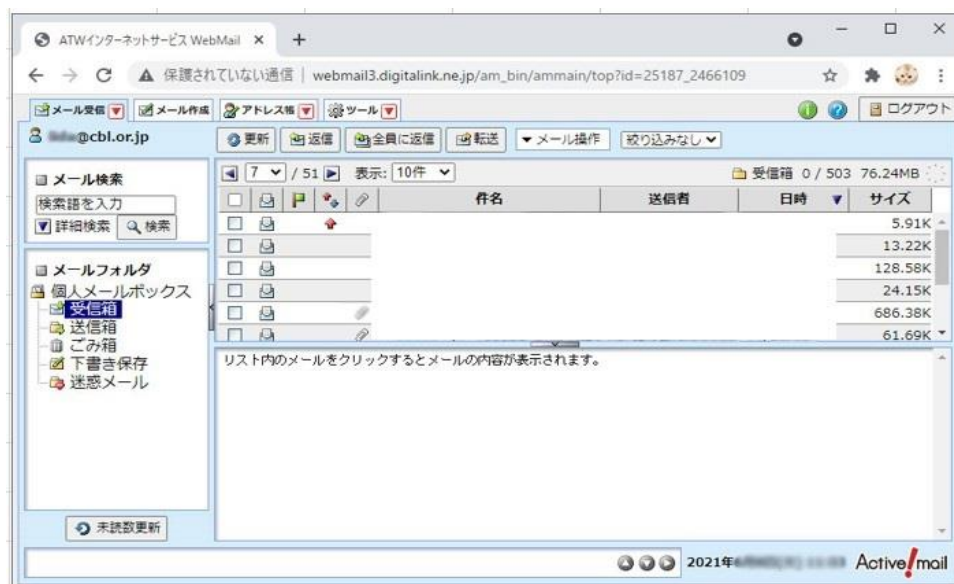 ATWインターネットサービス WebMail × +
保護されていない通信 | webmail3.digitalink.ne.jp/am_bin/ammain/top?id=25187_2466109
メール受信 メール作成 アドレス帳 ツール ログアウト
@cbl.or.jp 更新 返信 全員に返信 転送 ▼メール操作 絞り込みなし
メール検索
検索語を入力
詳細検索 検索
メールフォルダ
個人メールボックス
受信箱
送信箱
ごみ箱
下書き保存
迷惑メール
未読数更新
7 / 51 表示: 10件 受信箱 0 / 503 76.24MB
件名 送信者 日時 ▼ サイズ
5.91K
13.22K
128.58K
24.15K
686.38K
61.69K
リスト内のメールをクリックするとメールの内容が表示されます。
2021年 Active!mail